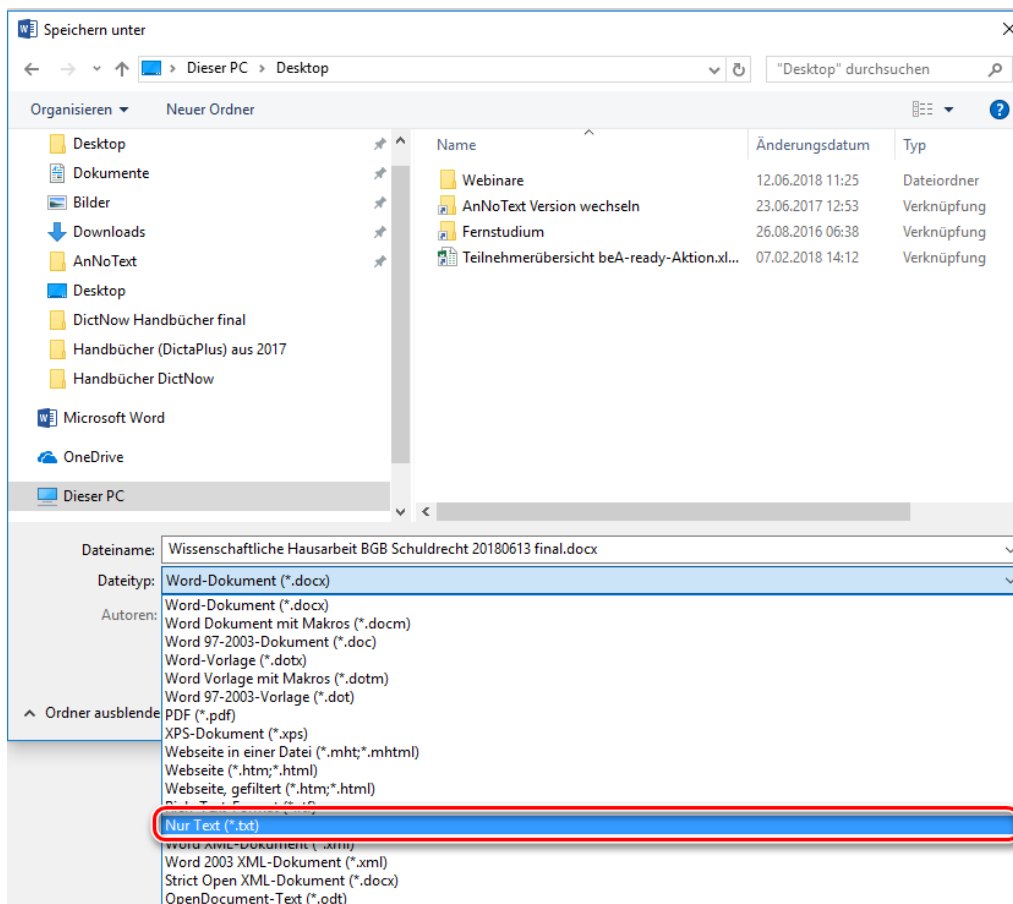 Speichern unter
Dieser PC > Desktop
"Desktop" durchsuchen
Organisieren
Neuer Ordner
Desktop
Dokumente
Bilder
Downloads
AnNoText
Desktop
DictNow Handbücher final
Handbücher (DictaPlus) aus 2017
Handbücher DictNow
Microsoft Word
OneDrive
Dieser PC
Name Änderungsdatum Typ
Webinare 12.06.2018 11:25 Dateiordner
AnNoText Version wechseln 23.06.2017 12:53 Verknüpfung
Fernstudium 26.08.2016 06:38 Verknüpfung
Teilnehmerübersicht beA-ready-Aktion.xl... 07.02.2018 14:12 Verknüpfung
Dateiname: Wissenschaftliche Hausarbeit BGB Schuldrecht 20180613 final.docx
Dateityp: Word-Dokument (*.docx)
Autoren:
Word-Dokument (*.docx)
Word Dokument mit Makros (*.docm)
Word 97-2003-Dokument (*.doc)
Word-Vorlage (*.dotx)
Word Vorlage mit Makros (*.dotm)
Word 97-2003-Vorlage (*.dot)
Ordner ausblende
PDF (*.pdf)
XPS-Dokument (*.xps)
Webseite in einer Datei (*.mht;*.mhtml)
Webseite (*.htm;*.html)
Webseite, gefiltert (*.htm;*.html)
Nur Text (*.txt)
Word XML-Dokument (*.xml)
Word 2003 XML-Dokument (*.xml)
Strict Open XML-Dokument (*.docx)
OpenDocument-Text (*.odt)